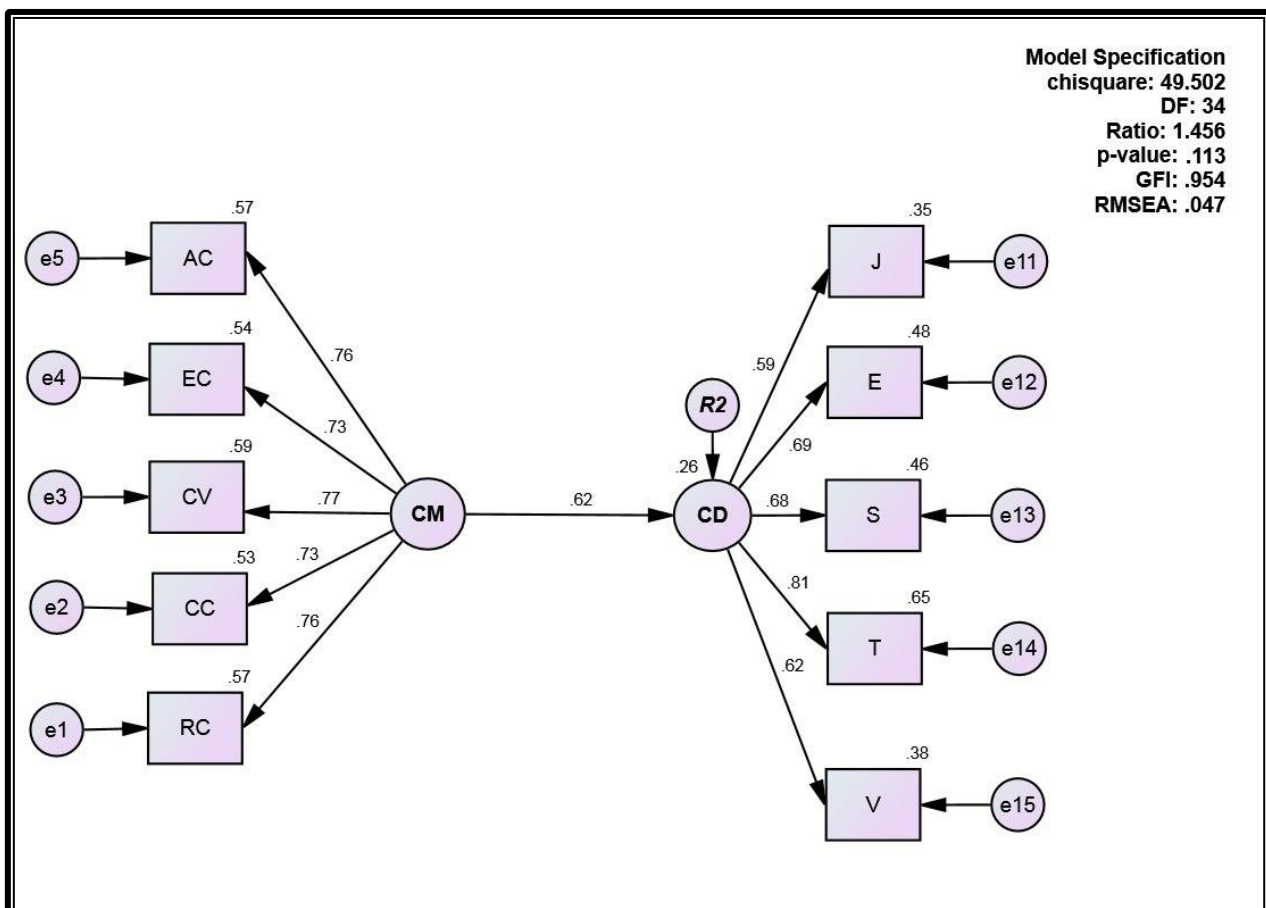 Model Specification
chisquare: 49.502
DF: 34
Ratio: 1.456
p-value: .113
GFI: .954
RMSEA: .047
.57
e5
AC
.76
.54
e4
EC
.73
.59
e3
CV
.77
.53
e2
CC
.73
.57
e1
RC
.76
CM
.62
R2
.26
CD
.35
J
e11
.59
.48
E
e12
.69
.46
S
e13
.68
.65
T
e14
.81
.38
V
e15
.62